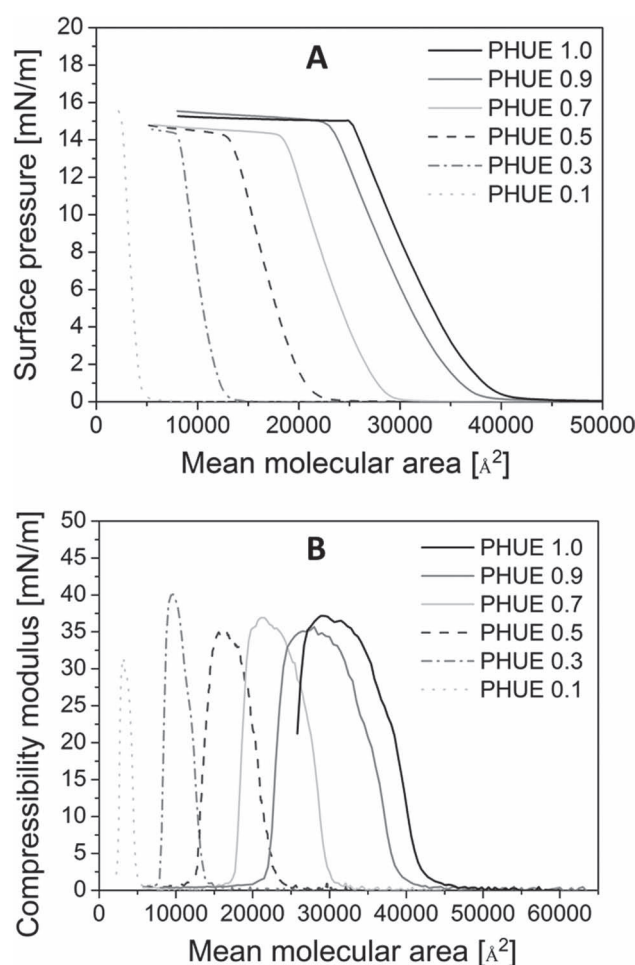 A
Surface pressure [mN/m]
20
18
16
14
12
10
8
6
4
2
0
PHUE 1.0
PHUE 0.9
PHUE 0.7
PHUE 0.5
PHUE 0.3
PHUE 0.1
0 10000 20000 30000 40000 50000
Mean molecular area [Å²]
B
Compressibility modulus [mN/m]
50
45
40
35
30
25
20
15
10
5
0
PHUE 1.0
PHUE 0.9
PHUE 0.7
PHUE 0.5
PHUE 0.3
PHUE 0.1
0 10000 20000 30000 40000 50000 60000
Mean molecular area [Å²]